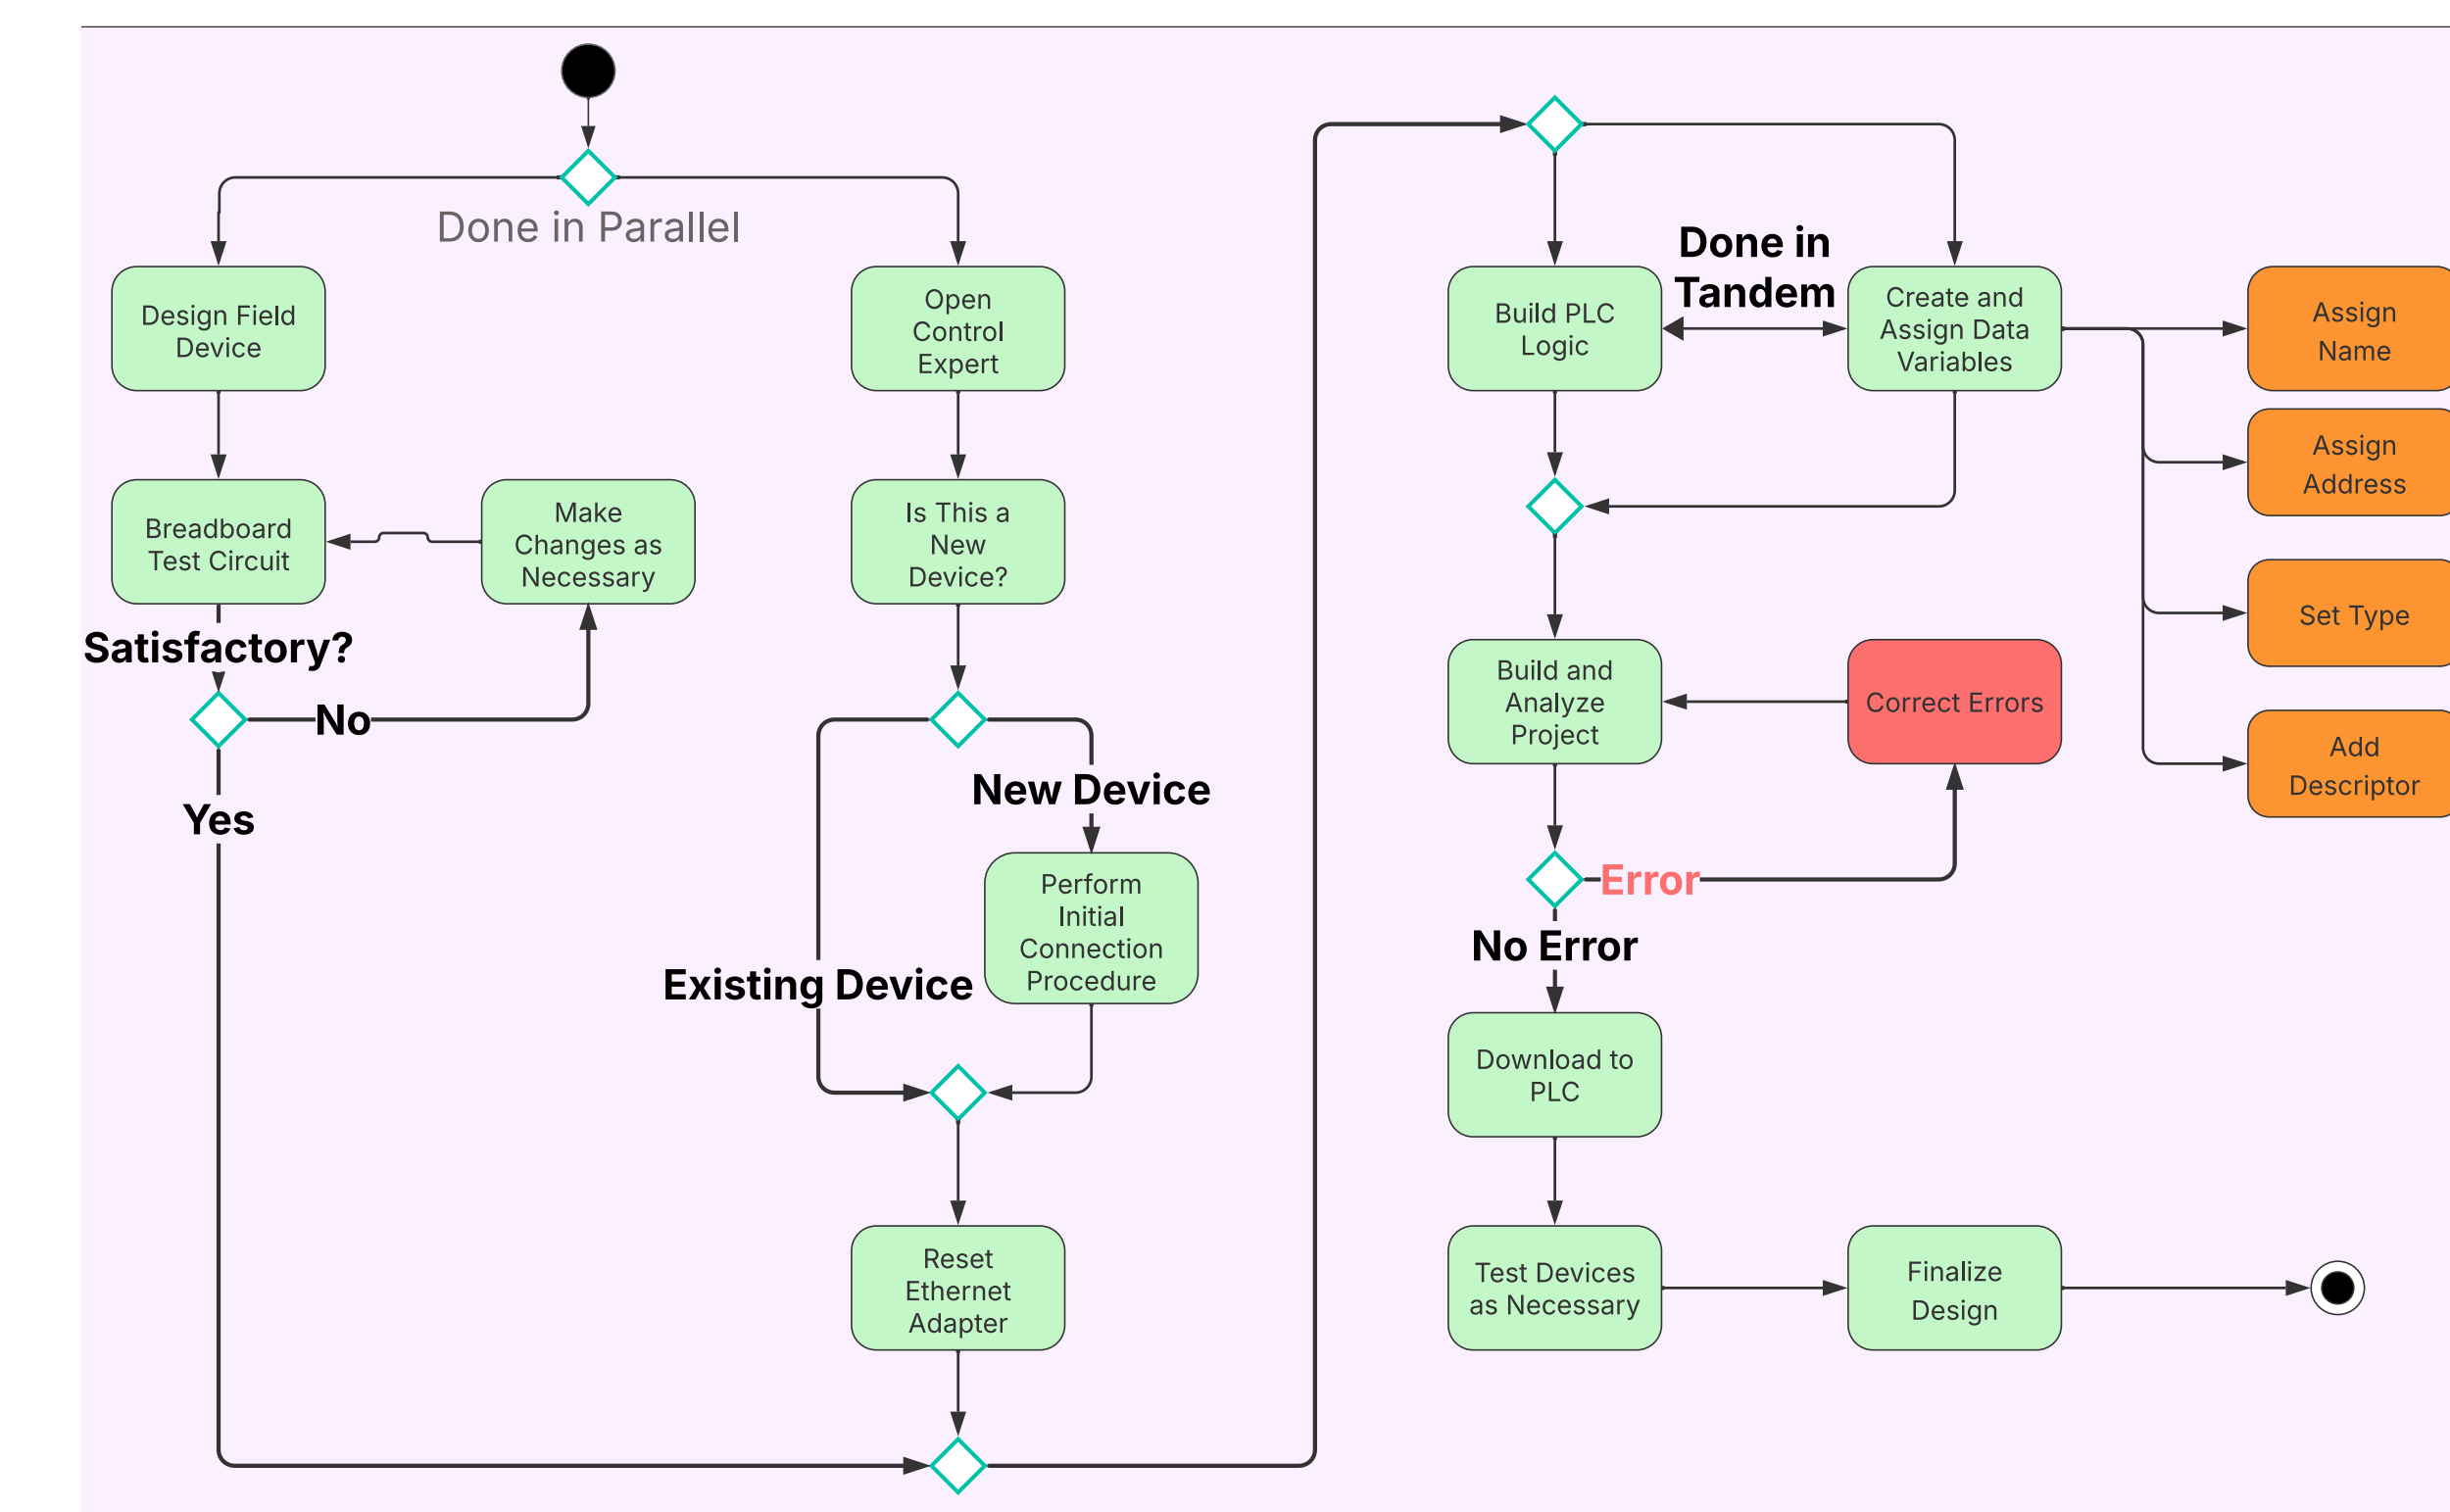 Done in Parallel
Design Field
Device
Open
Control
Expert
Breadboard
Test Circuit
Make
Changes as
Necessary
Is This a
New
Device?
Satisfactory?
No
Yes
New Device
Perform
Initial
Connection
Procedure
Existing Device
Reset
Ethernet
Adapter
Done in
Tandem
Build PLC
Logic
Create and
Assign Data
Variables
Assign
Name
Assign
Address
Set Type
Add
Descriptor
Build and
Analyze
Project
Correct Errors
Error
No Error
Download to
PLC
Test Devices
as Necessary
Finalize
Design